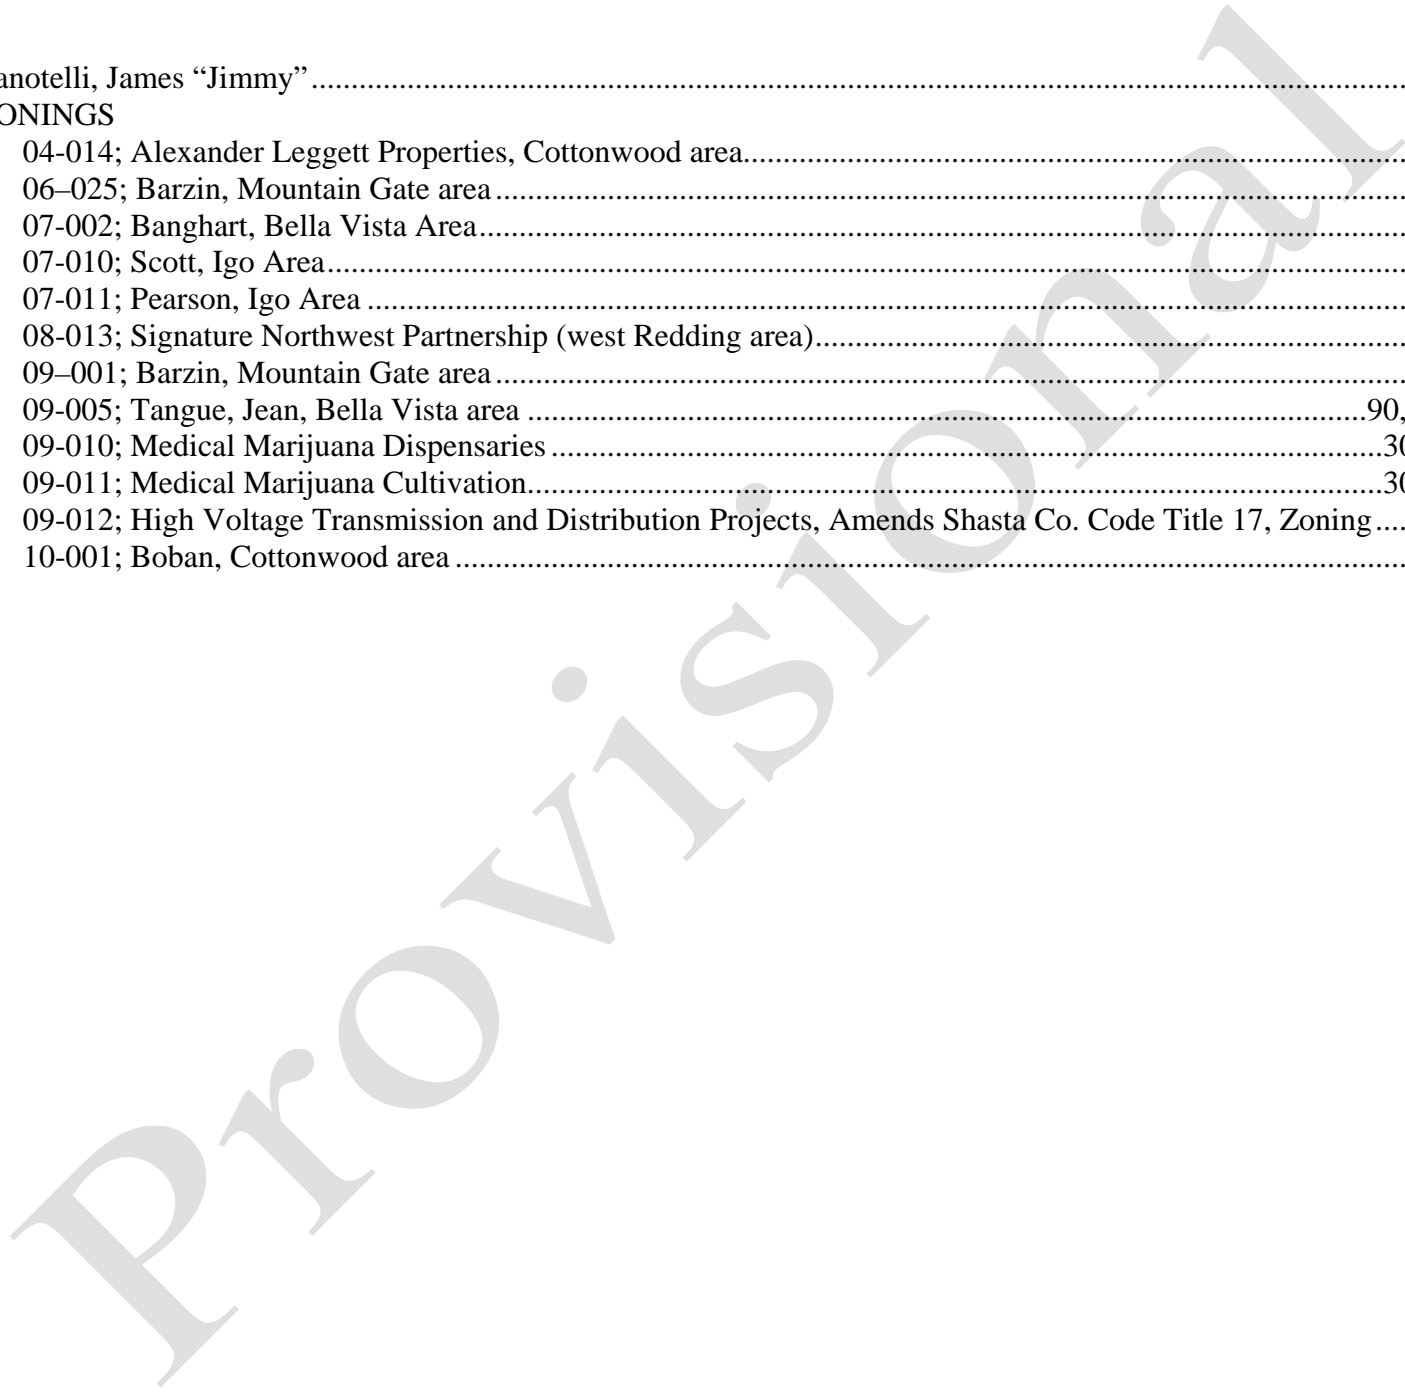 anotelli, James “Jimmy”
ONINGS
04-014; Alexander Leggett Properties, Cottonwood area
06–025; Barzin, Mountain Gate area
07-002; Banghart, Bella Vista Area
07-010; Scott, Igo Area
07-011; Pearson, Igo Area
08-013; Signature Northwest Partnership (west Redding area)
09–001; Barzin, Mountain Gate area
09-005; Tangue, Jean, Bella Vista area 90,
09-010; Medical Marijuana Dispensaries 30
09-011; Medical Marijuana Cultivation 30
09-012; High Voltage Transmission and Distribution Projects, Amends Shasta Co. Code Title 17, Zoning
10-001; Boban, Cottonwood area
Provisional